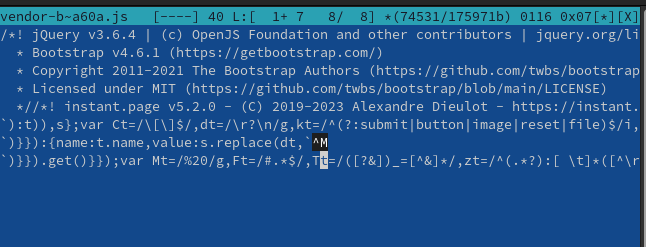 vendor-b~a60a.js [----] 40 L:[ 1+ 7 8/ 8] *(74531/175971b) 0116 0x07[*][X]
/*! jQuery v3.6.4 | (c) OpenJS Foundation and other contributors | jquery.org/li
* Bootstrap v4.6.1 (https://getbootstrap.com/)
* Copyright 2011-2021 The Bootstrap Authors (https://github.com/twbs/bootstrap
* Licensed under MIT (https://github.com/twbs/bootstrap/blob/main/LICENSE)
*//*! instant.page v5.2.0 - (C) 2019-2023 Alexandre Dieulot - https://instant.
`):t)),s};var Ct=/\[\]$/,dt=/\r?\n/g,kt=/^(?:submit|button|image|reset|file)$/i,
`)}}):{name:t.name,value:s.replace(dt,`^M
`)}}).get()}});var Mt=/%20/g,Ft=/#.*$/,Tt=/([?&])_=[^&]*/,zt=/^(.*?):[ \t]*([^\r